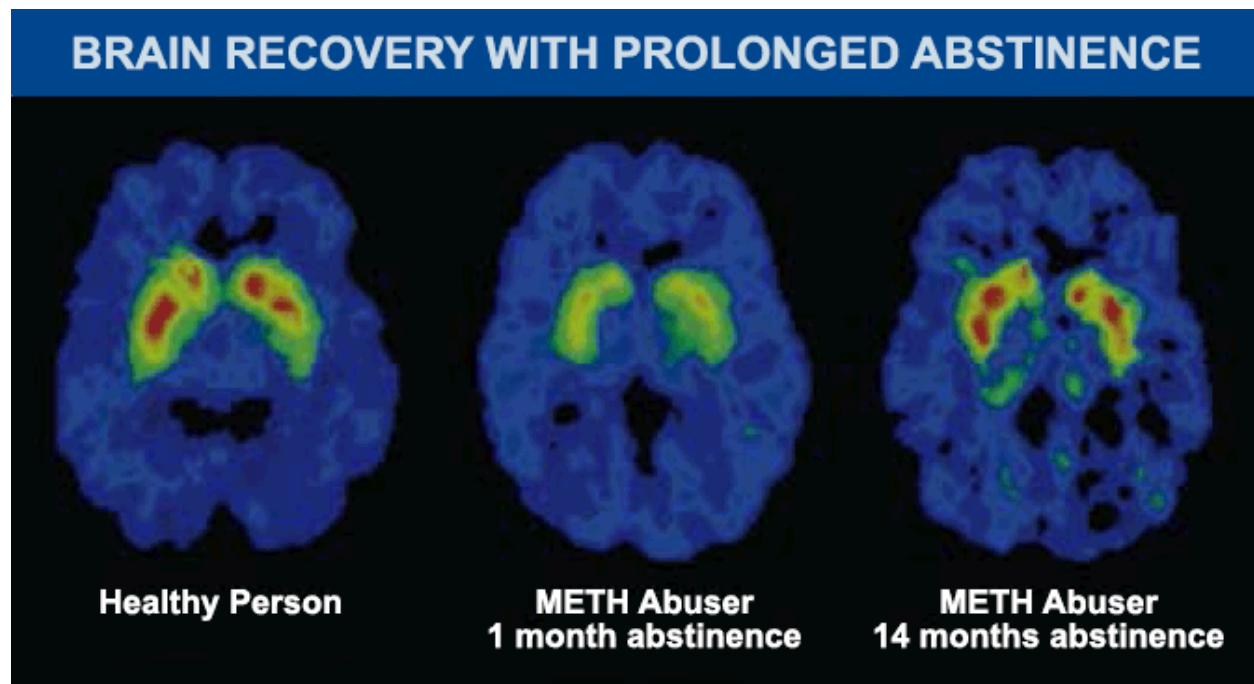 BRAIN RECOVERY WITH PROLONGED ABSTINENCE
Healthy Person
METH Abuser
1 month abstinence
METH Abuser
14 months abstinence